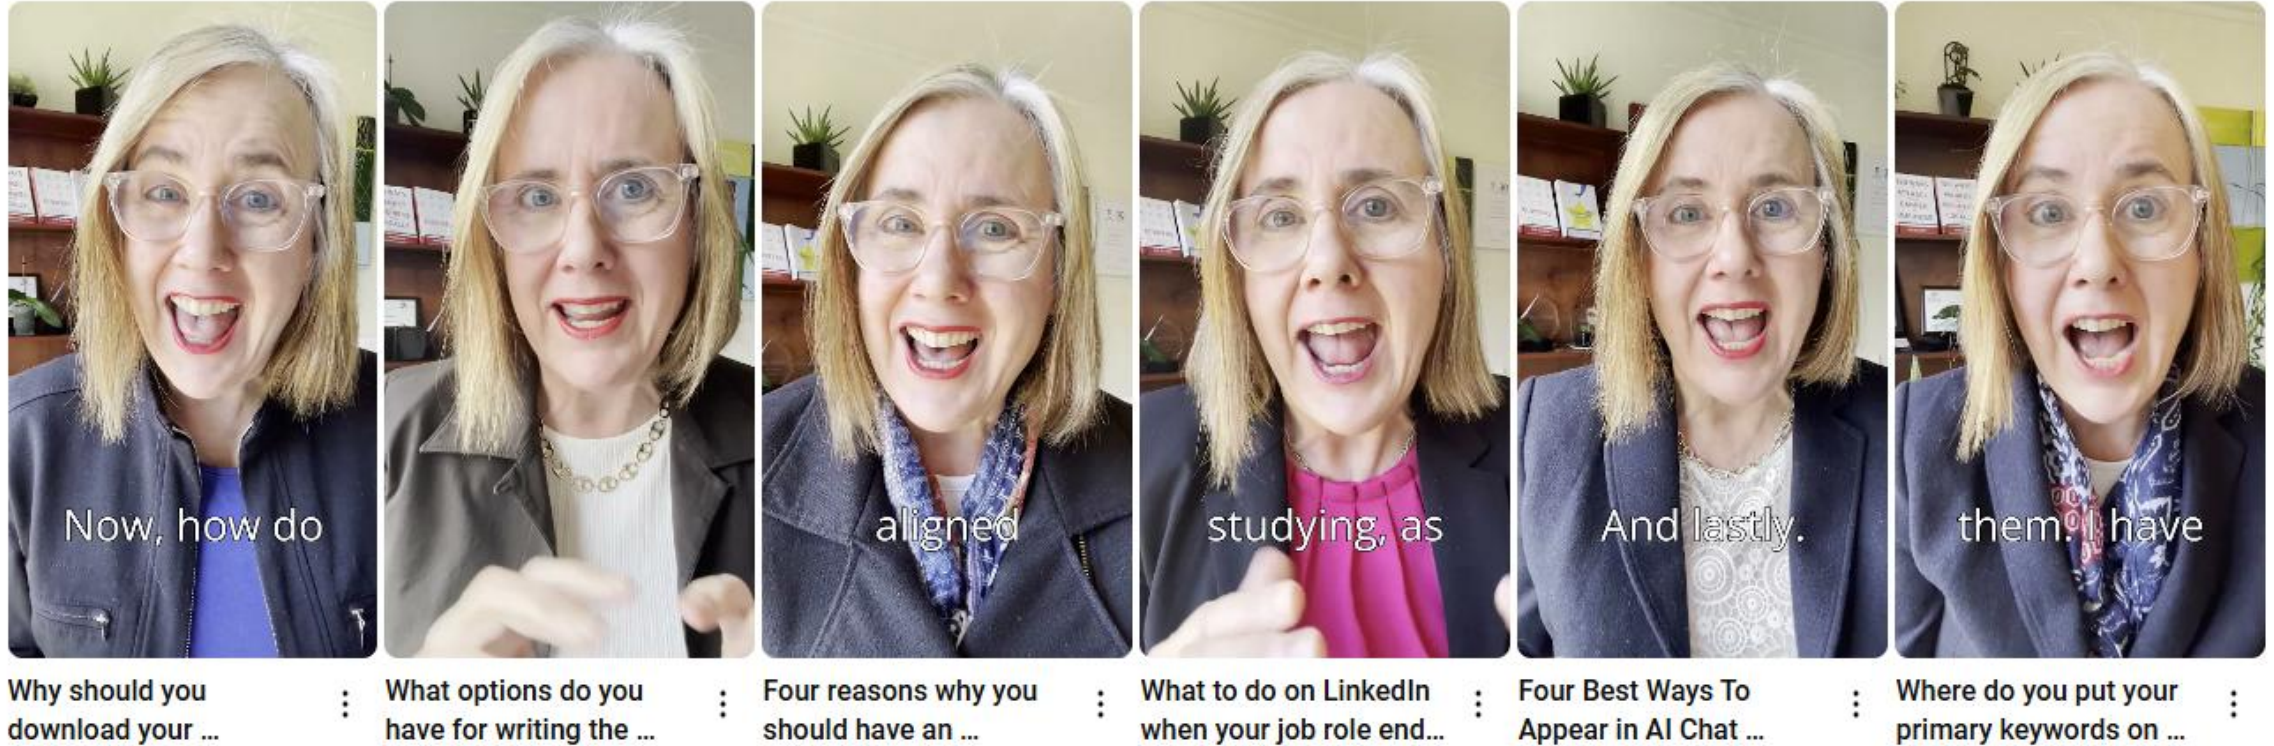 Now, how do
aligned
studying, as
And lastly.
them. I have
Why should you
download your ...
What options do you
have for writing the ...
Four reasons why you
should have an ...
What to do on LinkedIn
when your job role end...
Four Best Ways To
Appear in AI Chat ...
Where do you put your
primary keywords on ...